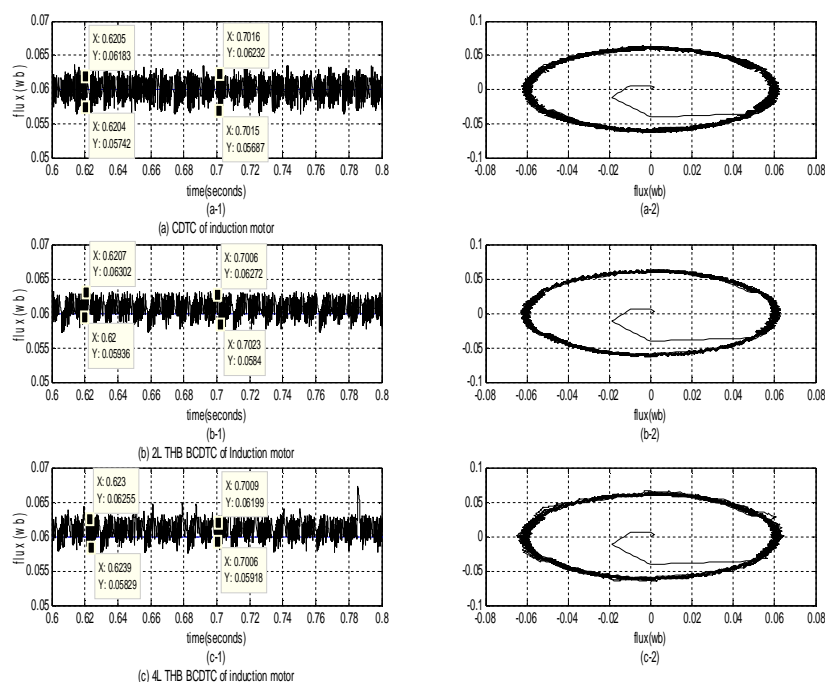 0.07
0.065
0.06
0.055
0.05
flux (wb)
X: 0.6205
Y: 0.06183
X: 0.7016
Y: 0.06232
X: 0.6204
Y: 0.05742
X: 0.7015
Y: 0.05687
0.6 0.62 0.64 0.66 0.68 0.7 0.72 0.74 0.76 0.78 0.8
time(seconds)
(a-1)
(a) CDTC of induction motor
0.1
0.05
0
-0.05
-0.1
-0.08 -0.06 -0.04 -0.02 0 0.02 0.04 0.06 0.08
flux(wb)
(a-2)
0.07
0.065
0.06
0.055
0.05
flux (wb)
X: 0.6207
Y: 0.06302
X: 0.7006
Y: 0.06272
X: 0.62
Y: 0.05936
X: 0.7023
Y: 0.0584
0.6 0.62 0.64 0.66 0.68 0.7 0.72 0.74 0.76 0.78 0.8
time(seconds)
(b-1)
(b) 2L THB BCDTC of Induction motor
0.1
0.05
0
-0.05
-0.1
-0.08 -0.06 -0.04 -0.02 0 0.02 0.04 0.06 0.08
flux(wb)
(b-2)
0.07
0.065
0.06
0.055
0.05
flux (wb)
X: 0.623
Y: 0.06255
X: 0.7009
Y: 0.06199
X: 0.6239
Y: 0.05829
X: 0.7006
Y: 0.05918
0.6 0.62 0.64 0.66 0.68 0.7 0.72 0.74 0.76 0.78 0.8
time(seconds)
(c-1)
(c) 4L THB BCDTC of induction motor
0.1
0.05
0
-0.05
-0.1
-0.08 -0.06 -0.04 -0.02 0 0.02 0.04 0.06 0.08
flux(wb)
(c-2)